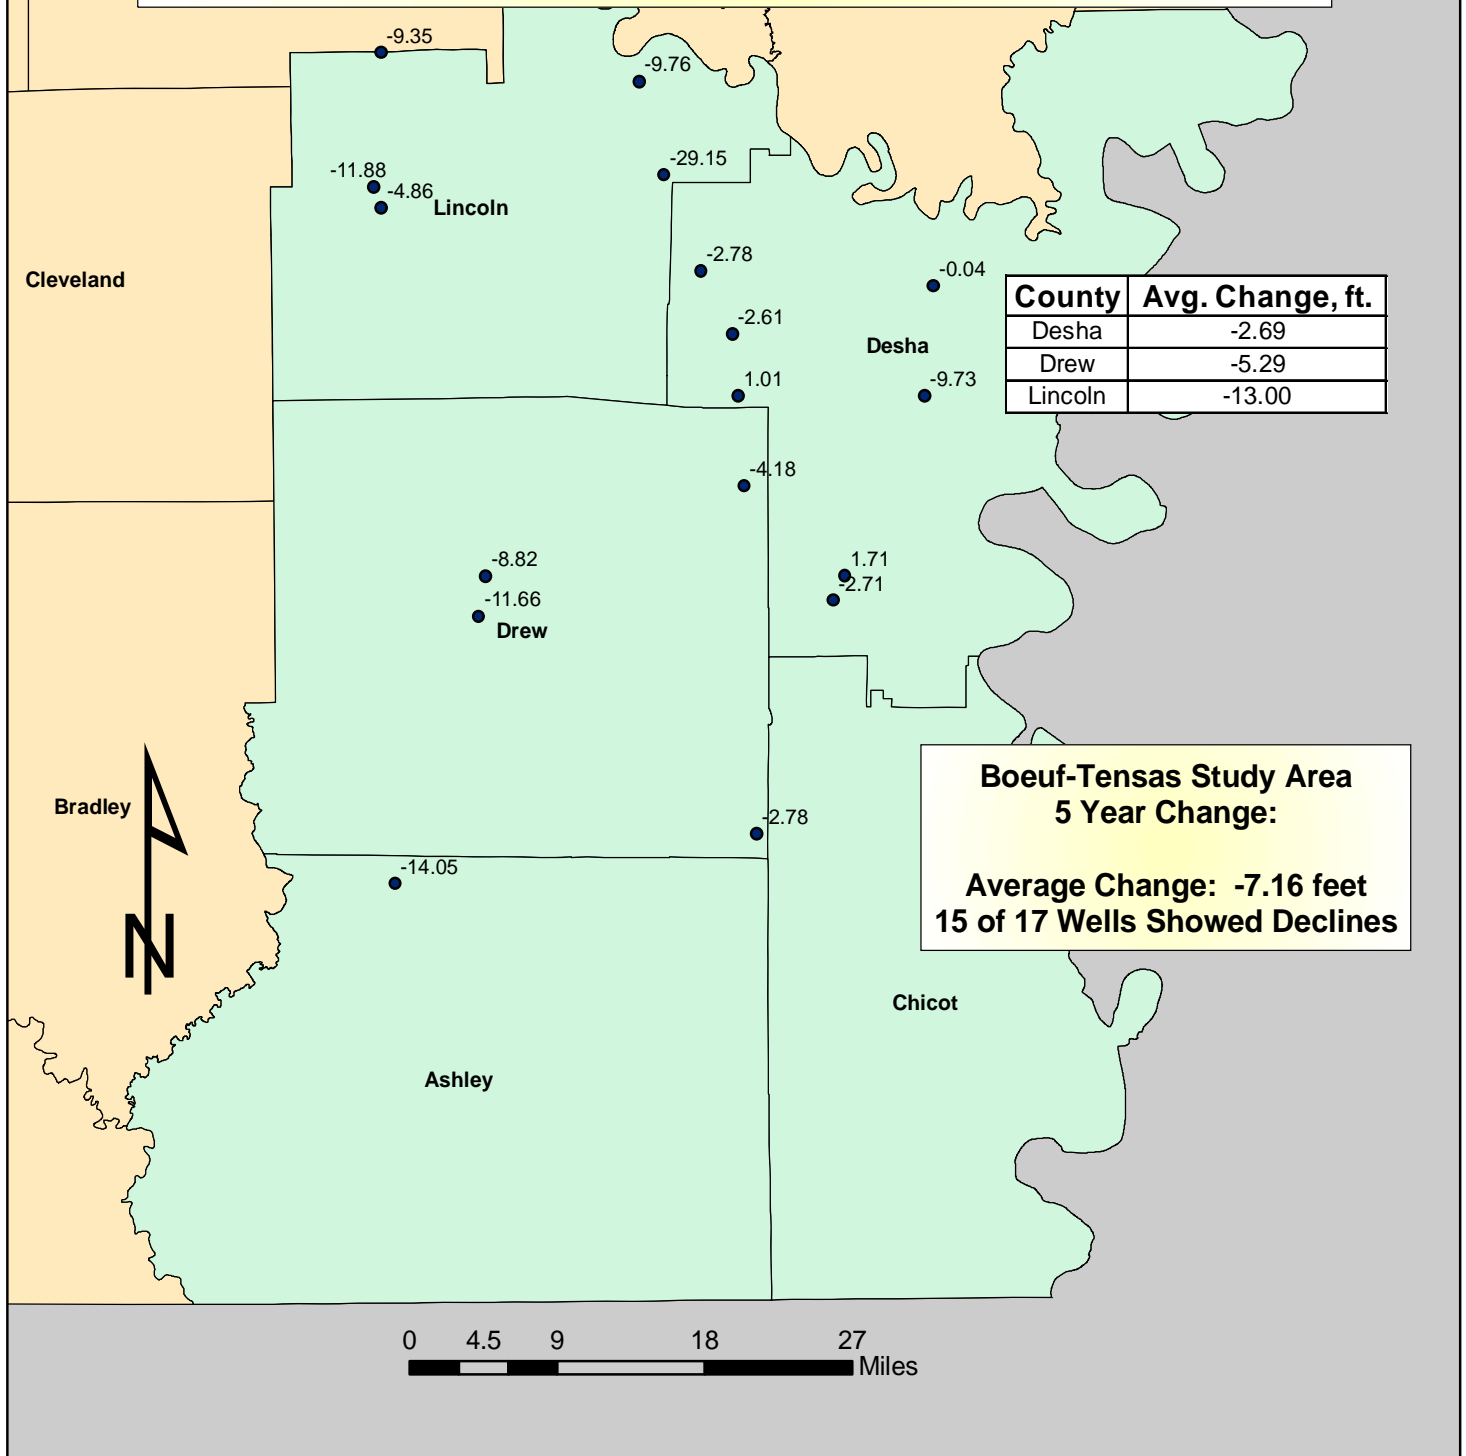 -9.35
-9.76
-29.15
-11.88
-4.86
Lincoln
Cleveland
-2.78
-0.04
County Avg. Change, ft.
Desha -2.69
Drew -5.29
Lincoln -13.00
-2.61
Desha
1.01
-9.73
-4.18
-8.82
1.71
-2.71
-11.66
Drew
Bradley
-2.78
Boeuf-Tensas Study Area
5 Year Change:
Average Change: -7.16 feet
15 of 17 Wells Showed Declines
-14.05
N
Chicot
Ashley
0 4.5 9 18 27
Miles